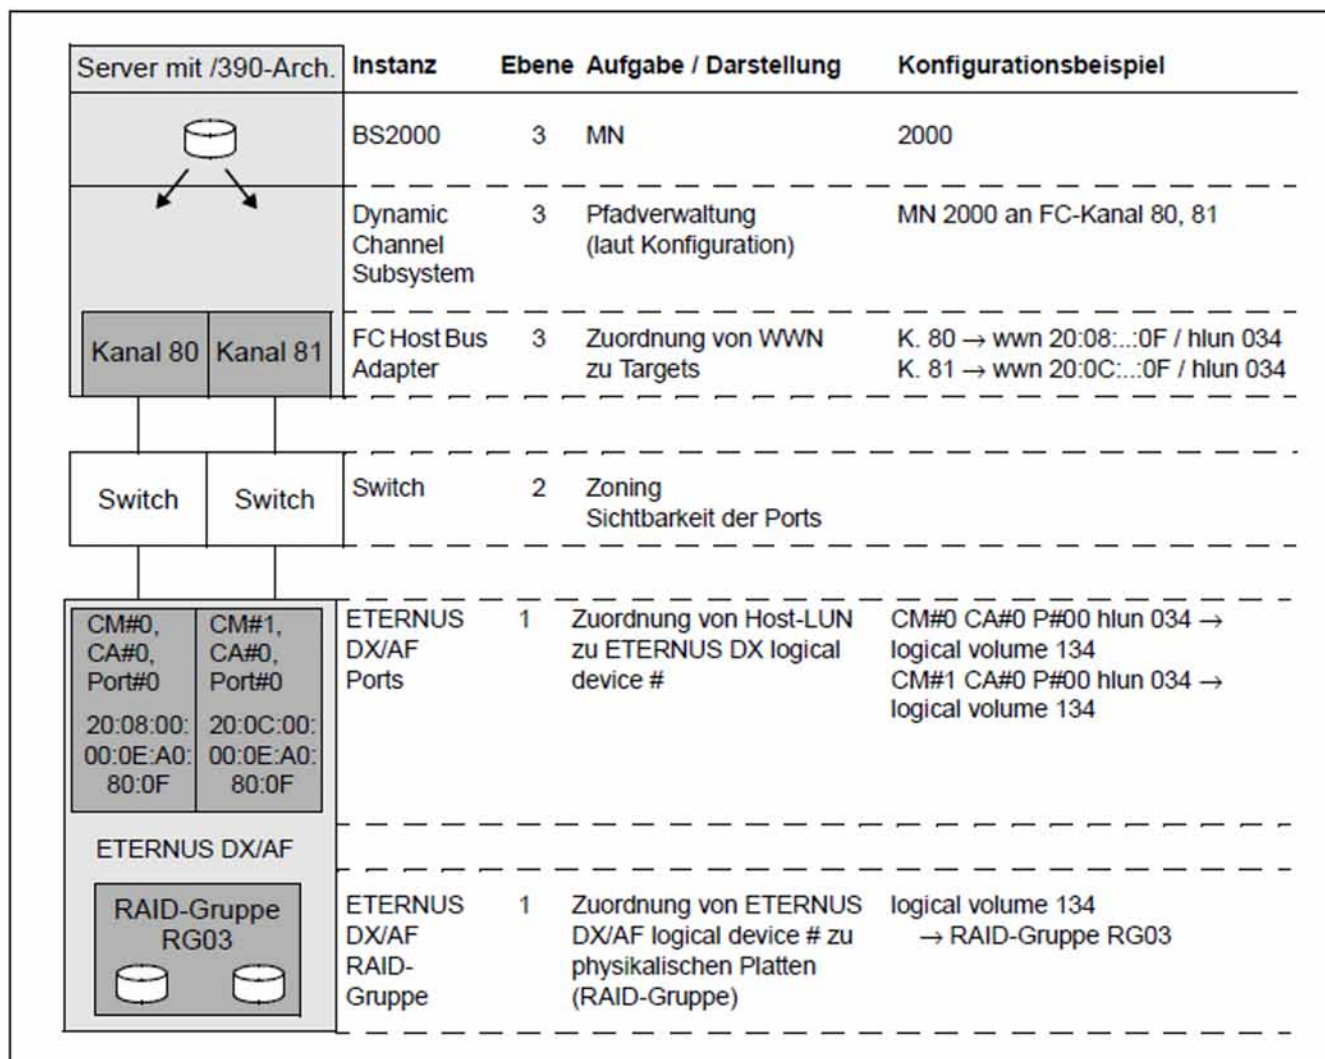 Server mit /390-Arch. Instanz Ebene Aufgabe / Darstellung Konfigurationsbeispiel
BS2000 3 MN 2000
Dynamic 3 Pfadverwaltung MN 2000 an FC-Kanal 80, 81
Channel (laut Konfiguration)
Subsystem
Kanal 80 Kanal 81
FC Host Bus 3 Zuordnung von WWN K. 80 → wwn 20:08:..:0F / hlun 034
Adapter zu Targets K. 81 → wwn 20:0C:...:0F / hlun 034
Switch Switch
Switch 2 Zoning
Sichtbarkeit der Ports
CM#0,
CA#0,
Port#0
20:08:00:
00:0E:A0:
80:0F
CM#1,
CA#0,
Port#0
20:0C:00:
00:0E:A0:
80:0F
ETERNUS 1 Zuordnung von Host-LUN CM#0 CA#0 P#00 hlun 034 →
DX/AF zu ETERNUS DX logical logical volume 134
Ports device # CM#1 CA#0 P#00 hlun 034 →
logical volume 134
ETERNUS DX/AF
RAID-Gruppe
RG03
ETERNUS 1 Zuordnung von ETERNUS logical volume 134
DX/AF DX/AF logical device # zu → RAID-Gruppe RG03
RAID- physikalischen Platten
Gruppe (RAID-Gruppe)